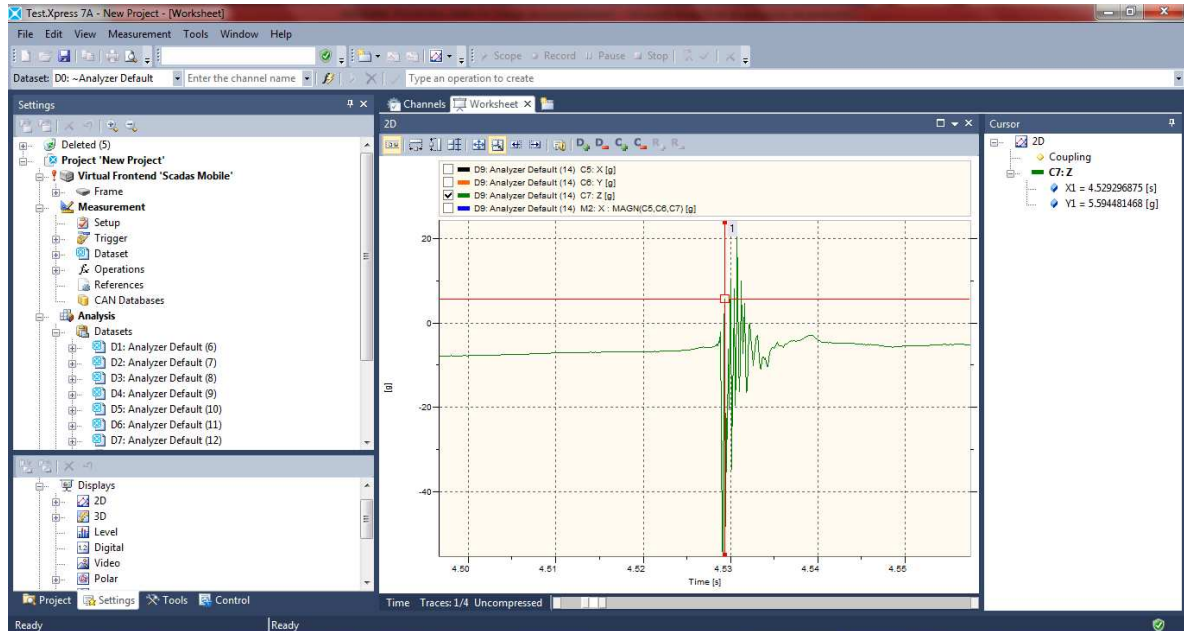 Test.Xpress 7A - New Project - [Worksheet]
File Edit View Measurement Tools Window Help
Scope Record Pause Stop
Dataset: D0: ~Analyzer Default Enter the channel name Type an operation to create
Settings
Deleted (5)
Project 'New Project'
Virtual Frontend 'Scadas Mobile'
Frame
Measurement
Setup
Trigger
Dataset
Operations
References
CAN Databases
Analysis
Datasets
D1: Analyzer Default (6)
D2: Analyzer Default (7)
D3: Analyzer Default (8)
D4: Analyzer Default (9)
D5: Analyzer Default (10)
D6: Analyzer Default (11)
D7: Analyzer Default (12)
Displays
2D
3D
Level
Digital
Video
Polar
Project Settings Tools Control
Channels Worksheet
2D
D9: Analyzer Default (14) C5: X [g]
D9: Analyzer Default (14) C6: Y [g]
D9: Analyzer Default (14) C7: Z [g]
D9: Analyzer Default (14) M2: X : MAGN(C5,C6,C7) [g]
1
20
0
-20
-40
[g]
4.50 4.51 4.52 4.53 4.54 4.55
Time [s]
Time Traces: 1/4 Uncompressed
Cursor
2D
Coupling
C7: Z
X1 = 4.529296875 [s]
Y1 = 5.594481468 [g]
Ready Ready